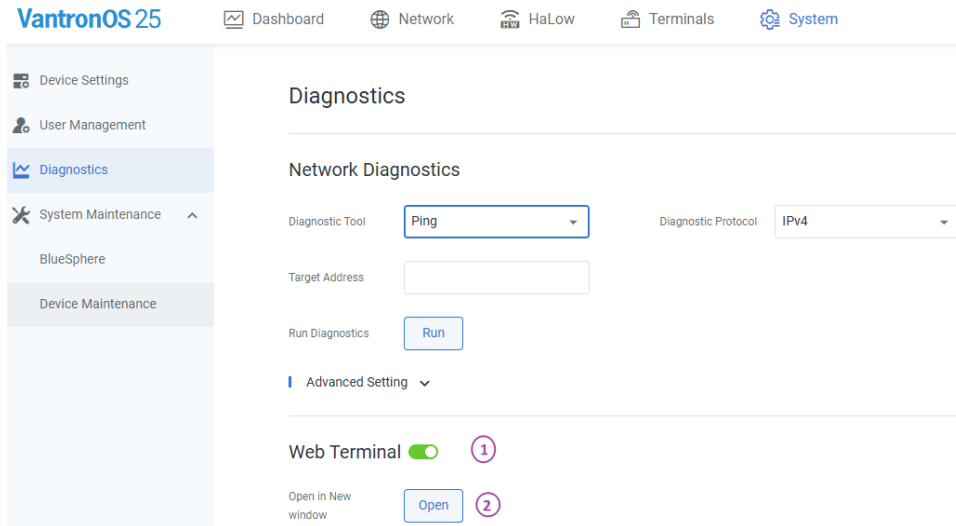 VantronOS 25
Dashboard
Network
HaLow
Terminals
System
Device Settings
User Management
Diagnostics
System Maintenance
BlueSphere
Device Maintenance
Diagnostics
Network Diagnostics
Diagnostic Tool
Ping
Diagnostic Protocol
IPv4
Target Address
Run Diagnostics
Run
Advanced Setting
Web Terminal
1
Open in New
window
Open
2